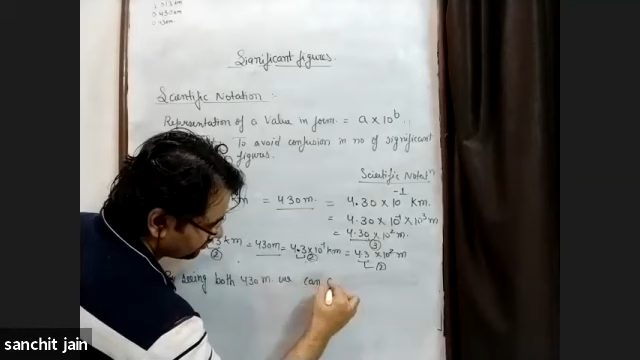 Significant figures.
Scientific Notation :-
Representation of a value in form = a × 10^b.
To avoid confusion in no of significant
figures.
Scientific Notatⁿ
km = 430m. = 4.30 × 10^-1 km.
= 4.30 × 10^-1 × 10^3 m
= 4.30 × 10^2 m.
③
.3 km = 430m = 4.3 × 10^-1 km = 4.3 × 10^2 m
② ② ②
seeing both 430 m. we can
sanchit jain